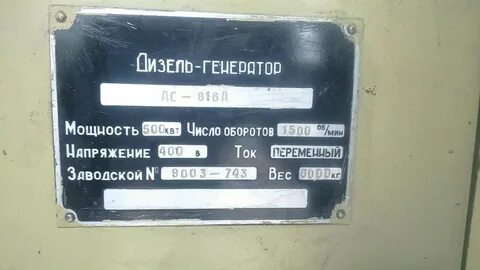 Дизель-генератор
АС-818А
Мощность 500 квт Число оборотов 1500 об/мин
Напряжение 400 в Ток переменный
Заводской № 8003-743 Вес 6000 кг